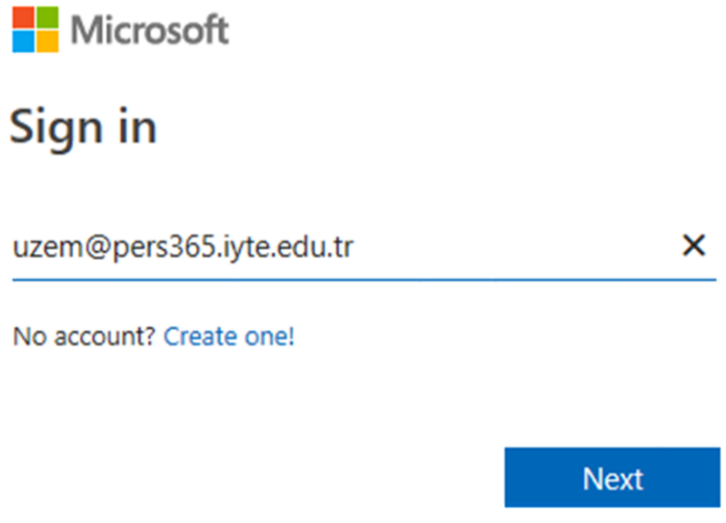 Microsoft
Sign in
uzem@pers365.iyte.edu.tr
No account? Create one!
Next